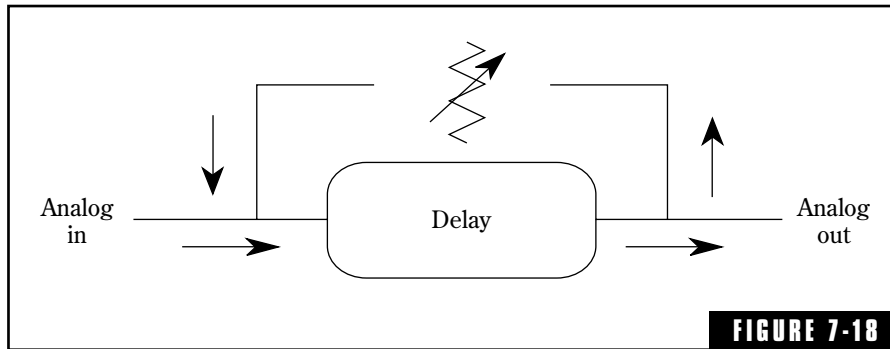 Analog
in
Delay
Analog
out
FIGURE 7-18